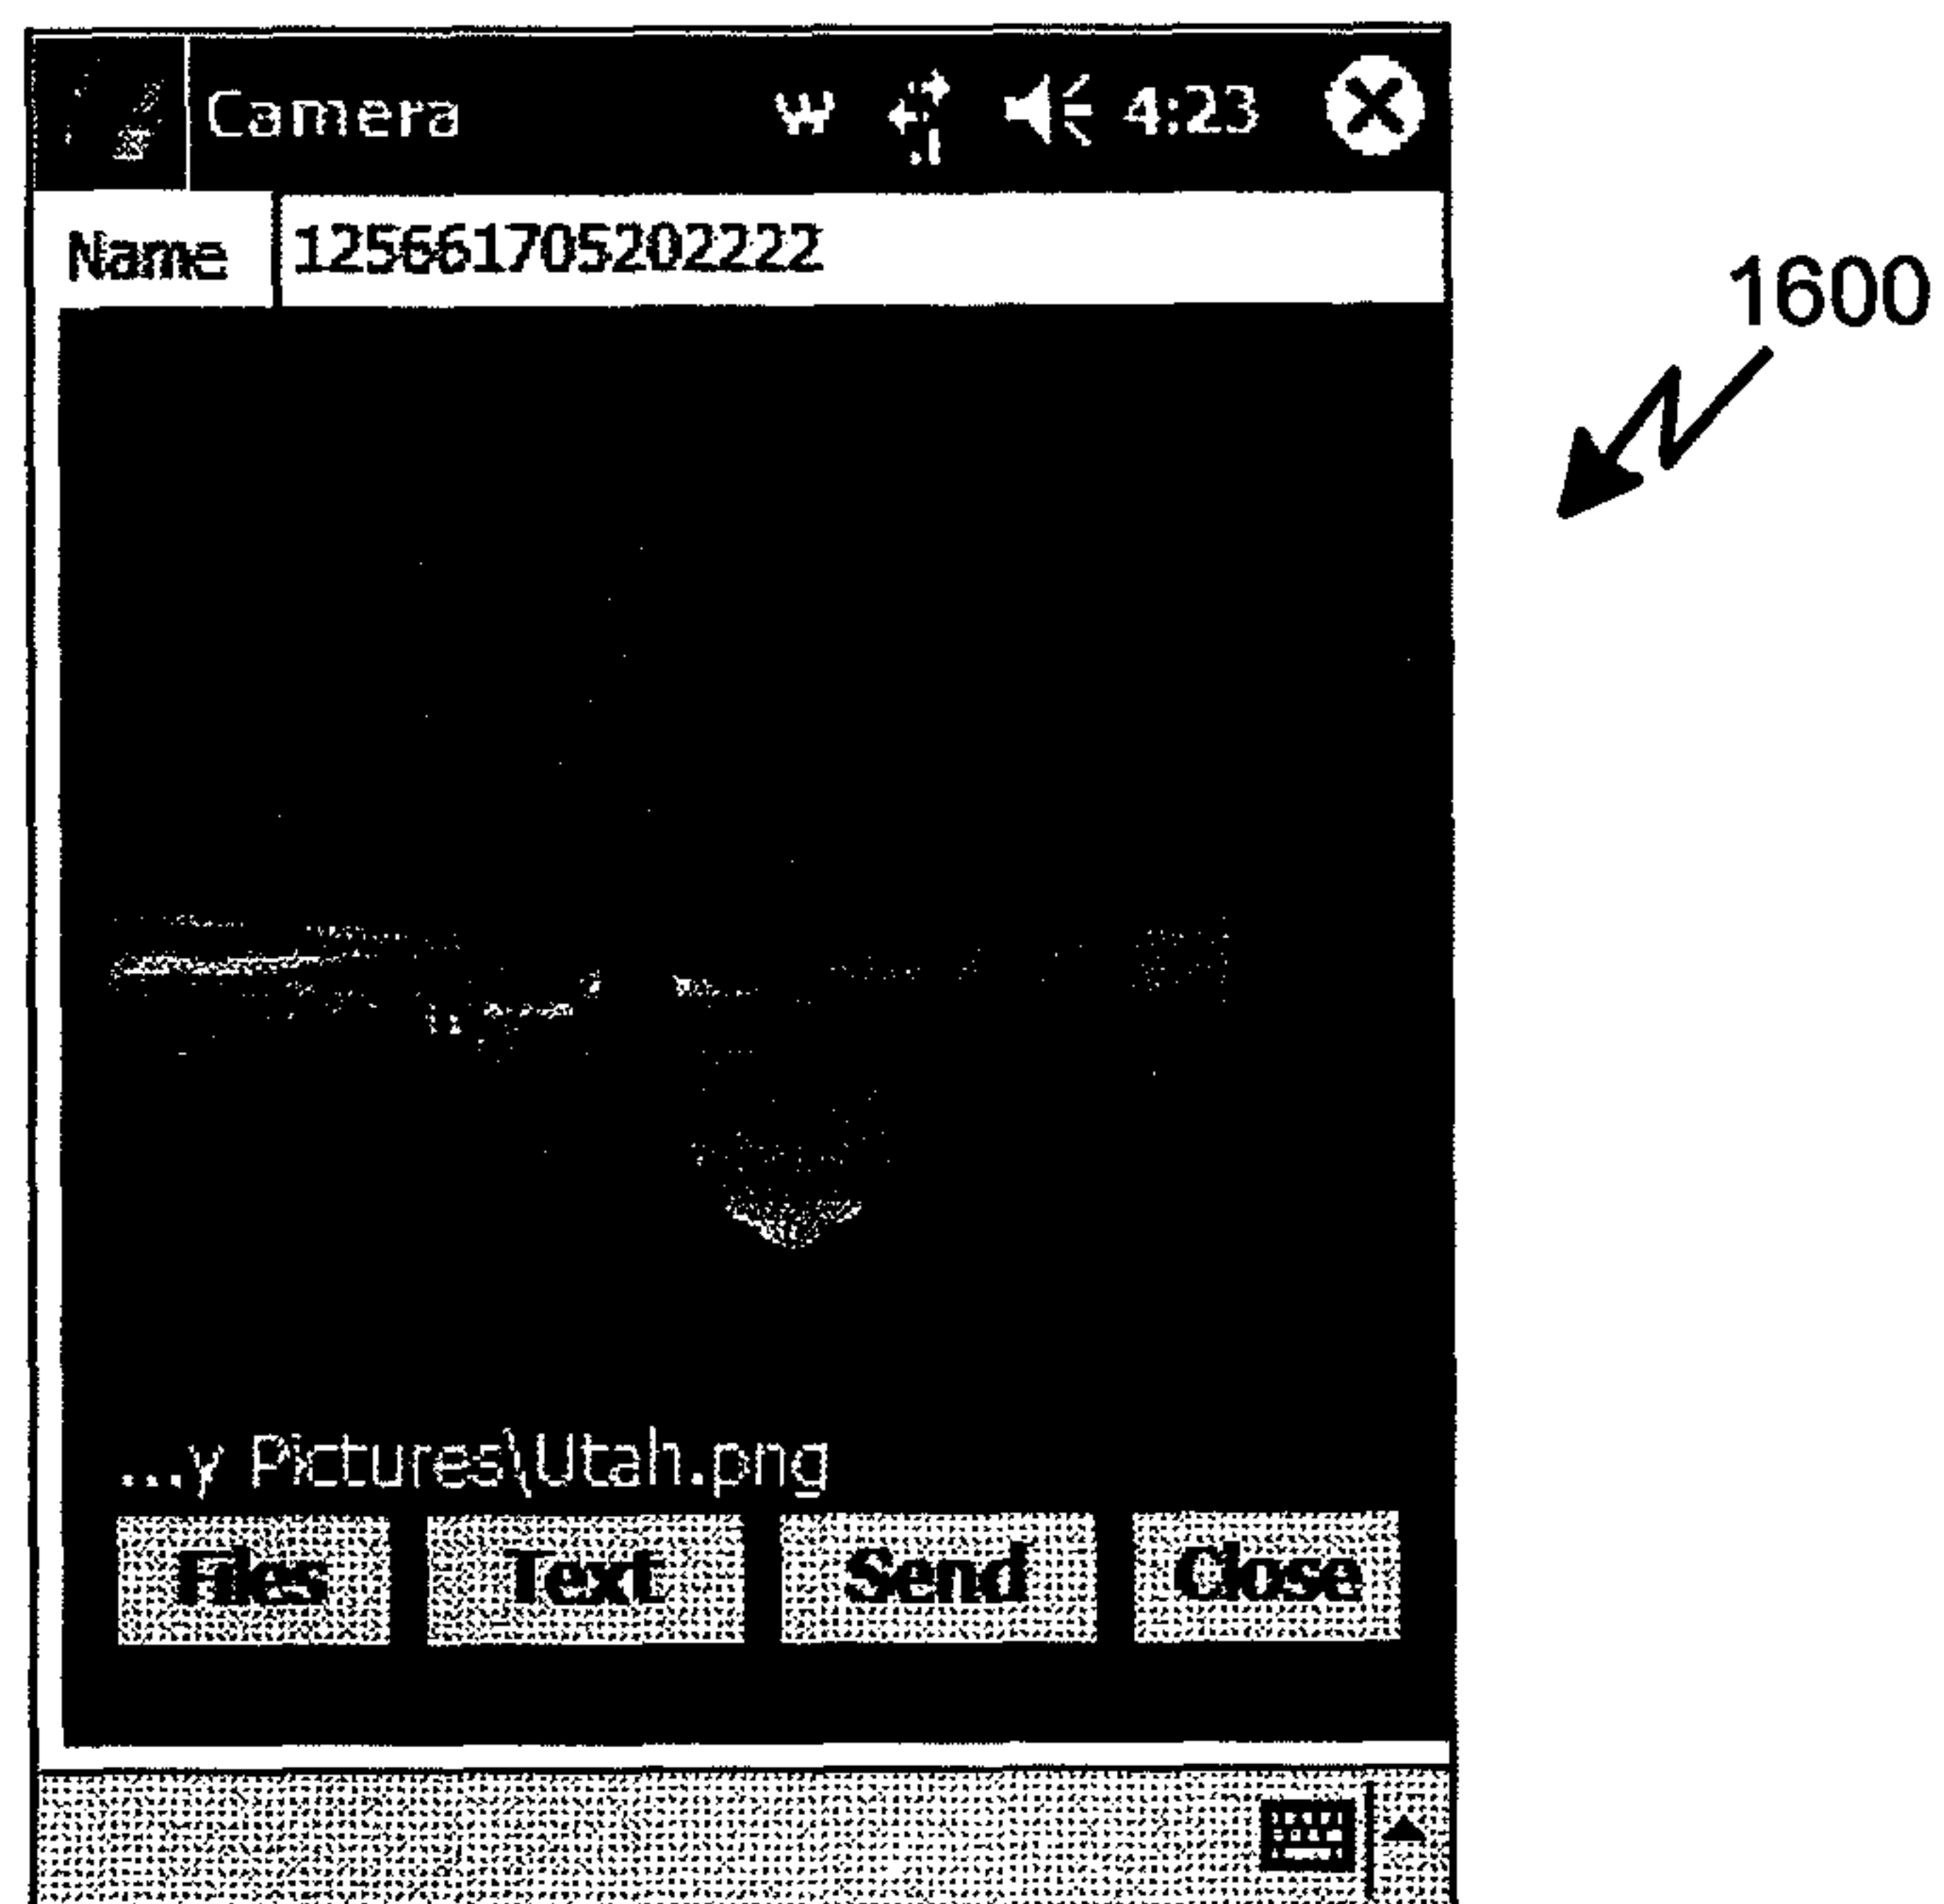 Camera 4:23
Name 125661705202222
1600
...y Pictures\Utah.png
Files Text Send Close